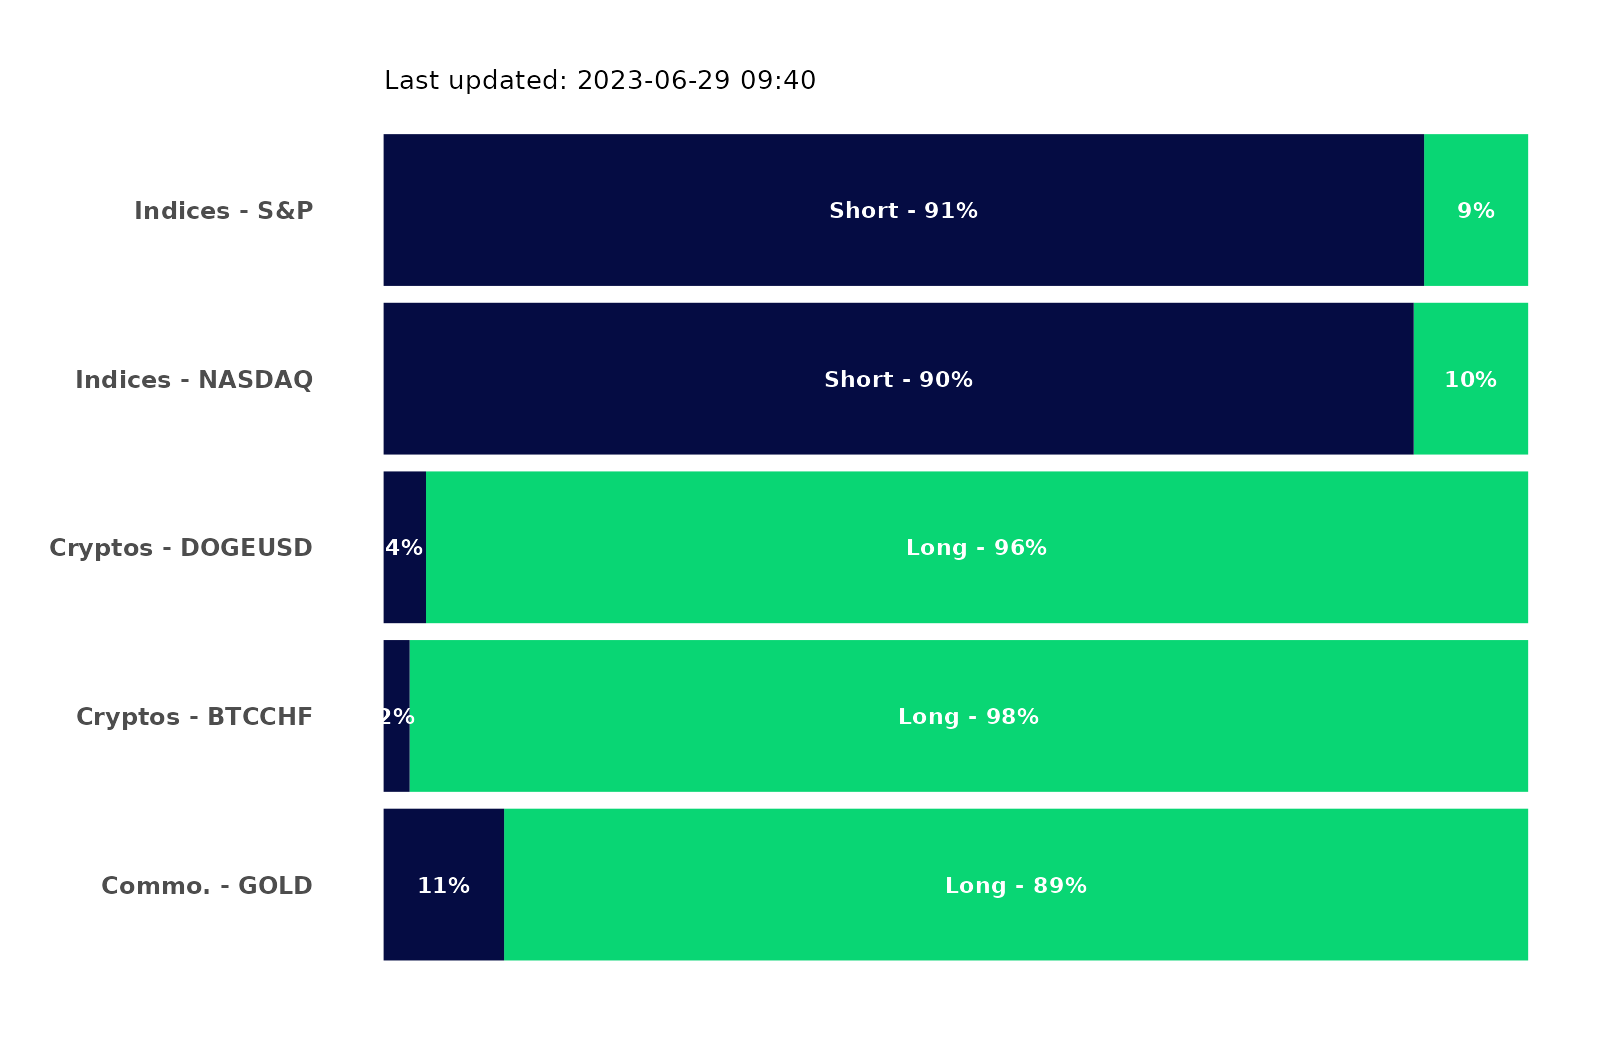 Last updated: 2023-06-29 09:40
Indices - S&P Short - 91% 9%
Indices - NASDAQ Short - 90% 10%
Cryptos - DOGEUSD 4% Long - 96%
Cryptos - BTCCHF 2% Long - 98%
Commo. - GOLD 11% Long - 89%